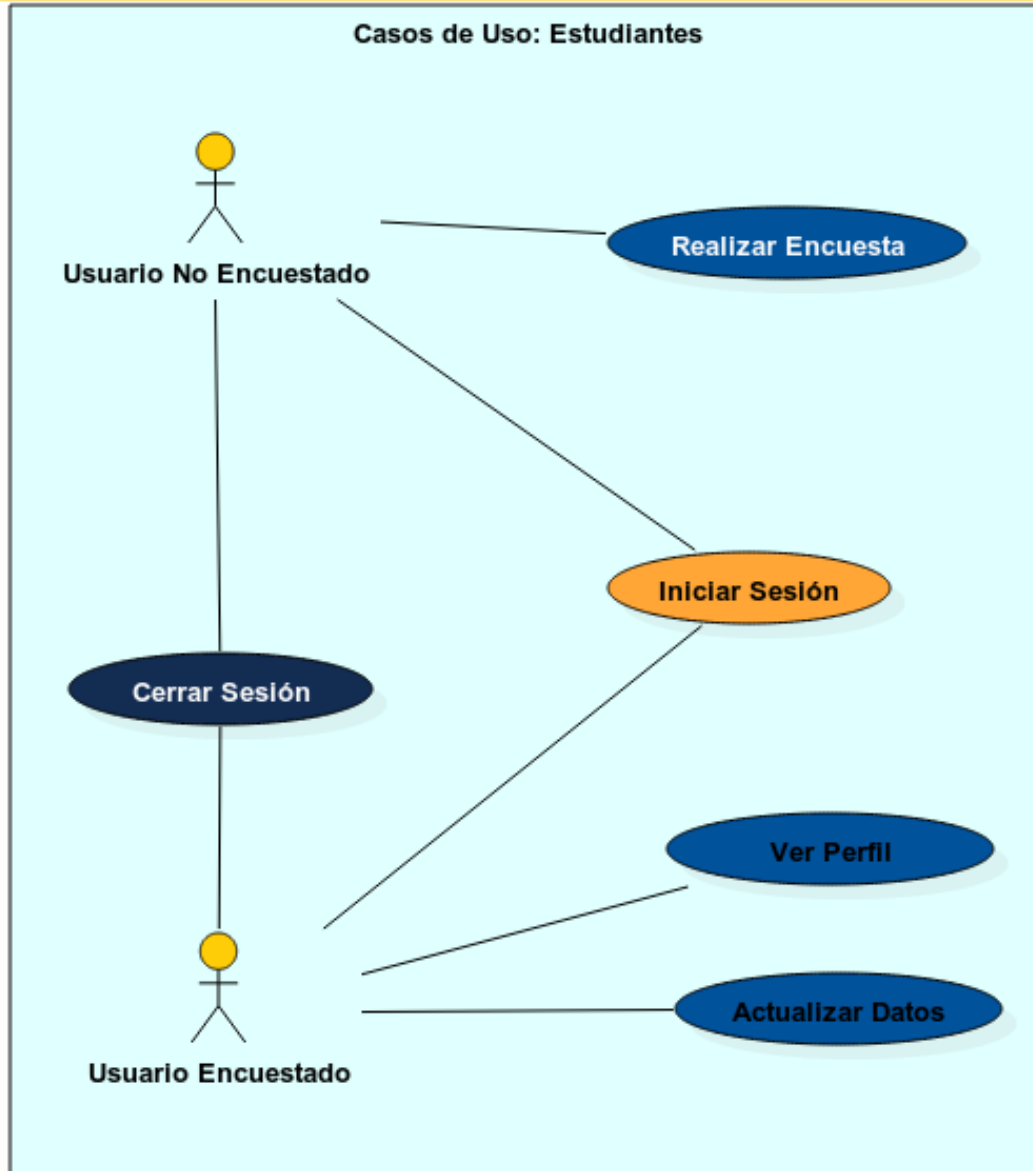 Casos de Uso: Estudiantes
Realizar Encuesta
Usuario No Encuestado
Iniciar Sesión
Cerrar Sesión
Ver Perfil
Actualizar Datos
Usuario Encuestado